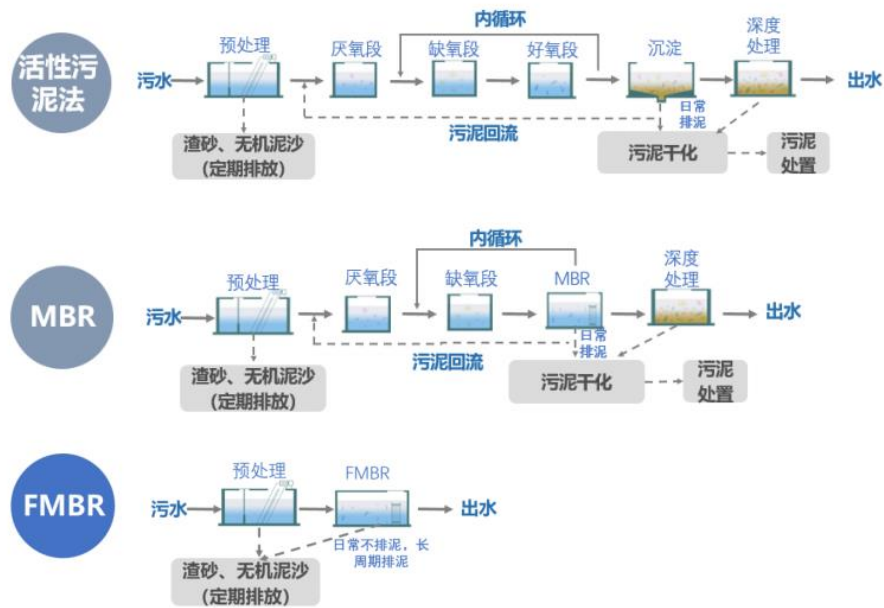 活性污
泥法
污水
预处理
厌氧段
内循环
缺氧段
好氧段
沉淀
深度
处理
出水
日常
排泥
污泥回流
渣砂、无机泥沙
(定期排放)
污泥干化
污泥
处置
MBR
污水
预处理
厌氧段
内循环
缺氧段
MBR
深度
处理
出水
日常
排泥
污泥回流
渣砂、无机泥沙
(定期排放)
污泥干化
污泥
处置
FMBR
污水
预处理
FMBR
出水
日常不排泥，长
周期排泥
渣砂、无机泥沙
(定期排放)